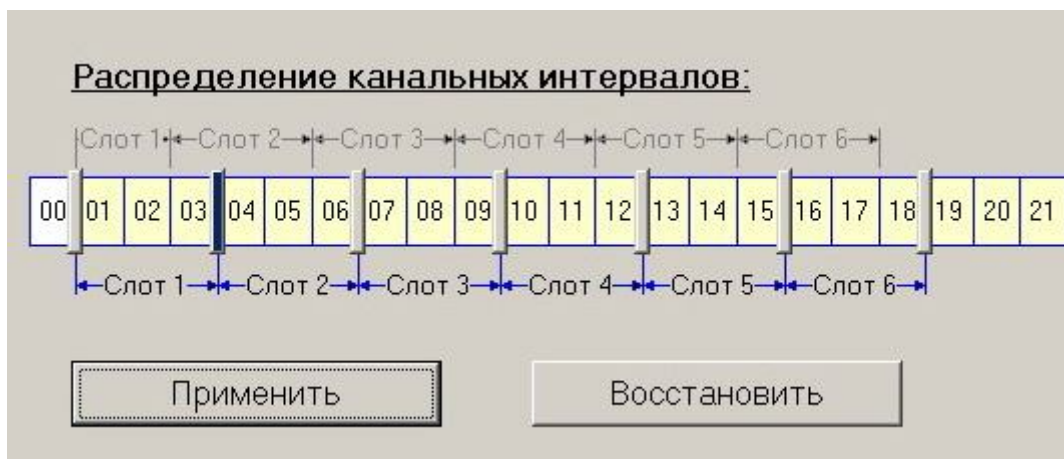 Распределение канальных интервалов:
Слот 1 Слот 2 Слот 3 Слот 4 Слот 5 Слот 6
00 01 02 03 04 05 06 07 08 09 10 11 12 13 14 15 16 17 18 19 20 21
Слот 1 Слот 2 Слот 3 Слот 4 Слот 5 Слот 6
Применить Восстановить